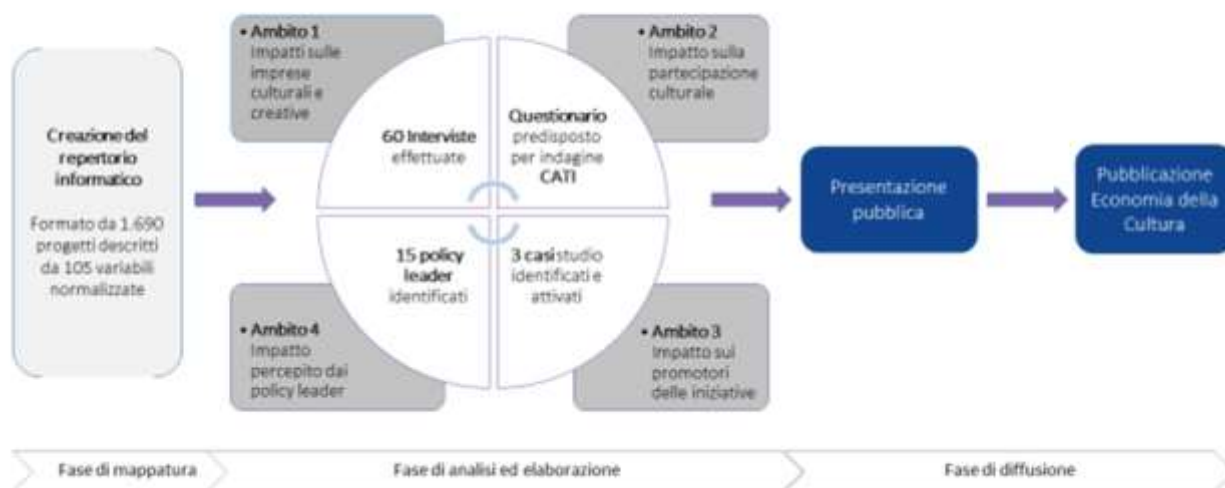 Creazione del
repertorio
informatico
Formato da 1.690
progetti descritti
da 105 variabili
normalizzate
• Ambito 1
Impatti sulle
imprese
culturali e
creative
• Ambito 2
Impatto sulla
partecipazione
culturale
60 Interviste
effettuate
Questionario
predisposto
per indagine
CATI
15 policy
leader
identificati
3 casi studio
identificati e
attivati
• Ambito 4
Impatto
percepito dai
policy leader
• Ambito 3
Impatto sui
promotori
delle iniziative
Presentazione
pubblica
Pubblicazione
Economia della
Cultura
Fase di mappatura
Fase di analisi ed elaborazione
Fase di diffusione